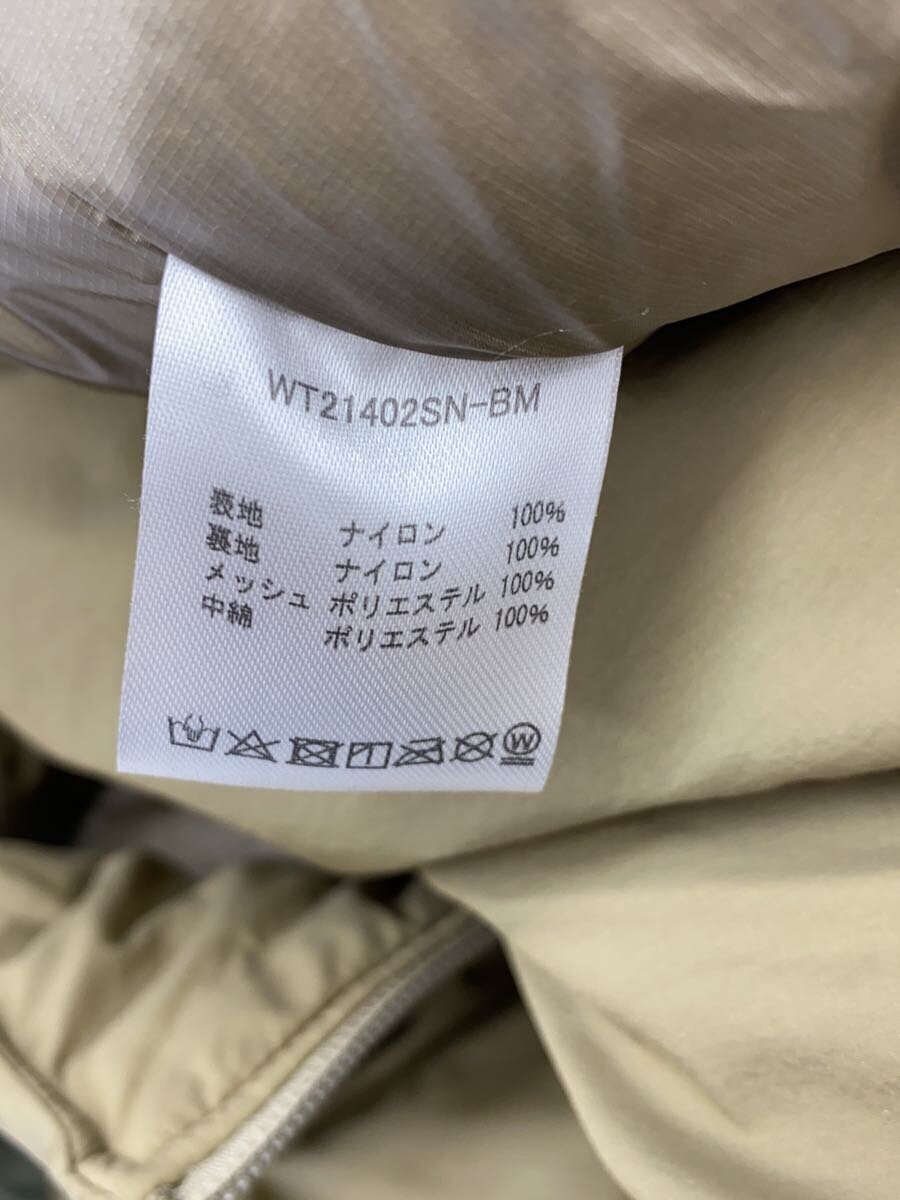 WT21402SN-BM
表地 ナイロン 100%
裏地 ナイロン 100%
メッシュ ポリエステル 100%
中綿 ポリエステル 100%